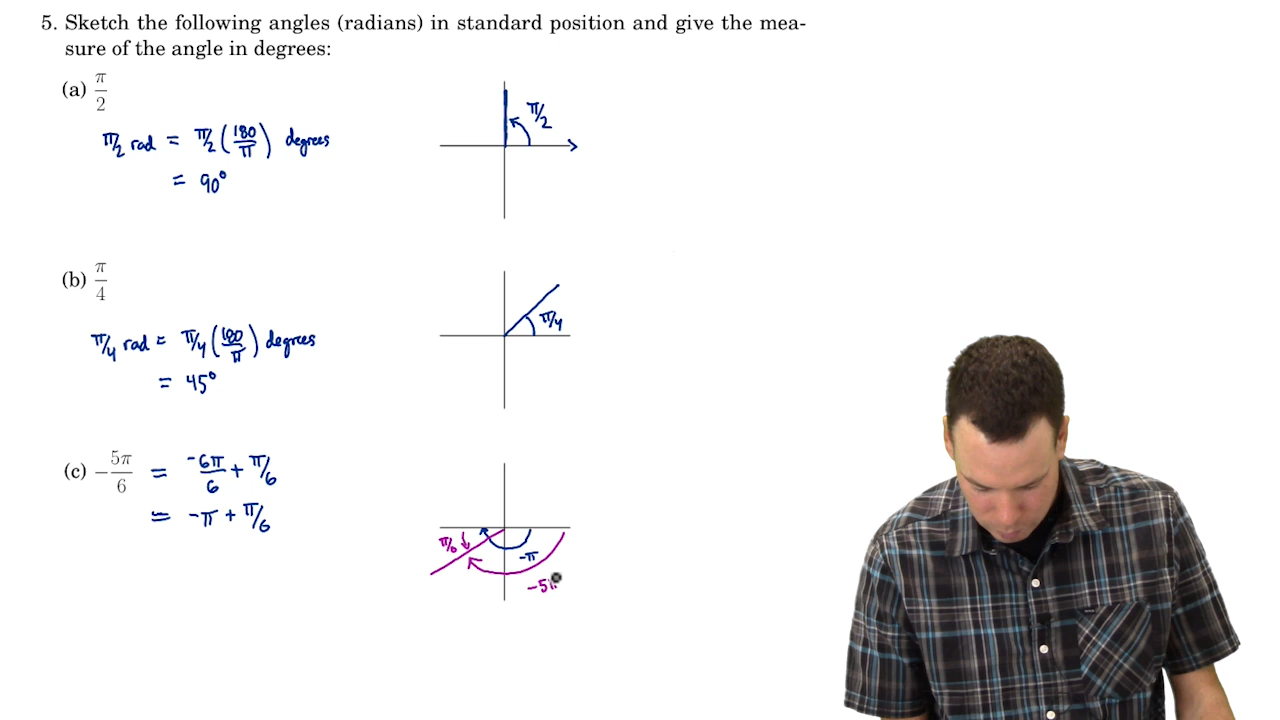 5. Sketch the following angles (radians) in standard position and give the mea-
sure of the angle in degrees:
(a) π/2
π/2 rad = π/2 (180/π) degrees
= 90°
π/2
(b) π/4
π/4 rad = π/4 (180/π) degrees
= 45°
π/4
(c) -5π/6 = -6π/6 + π/6
= -π + π/6
π/6
-π
-5π